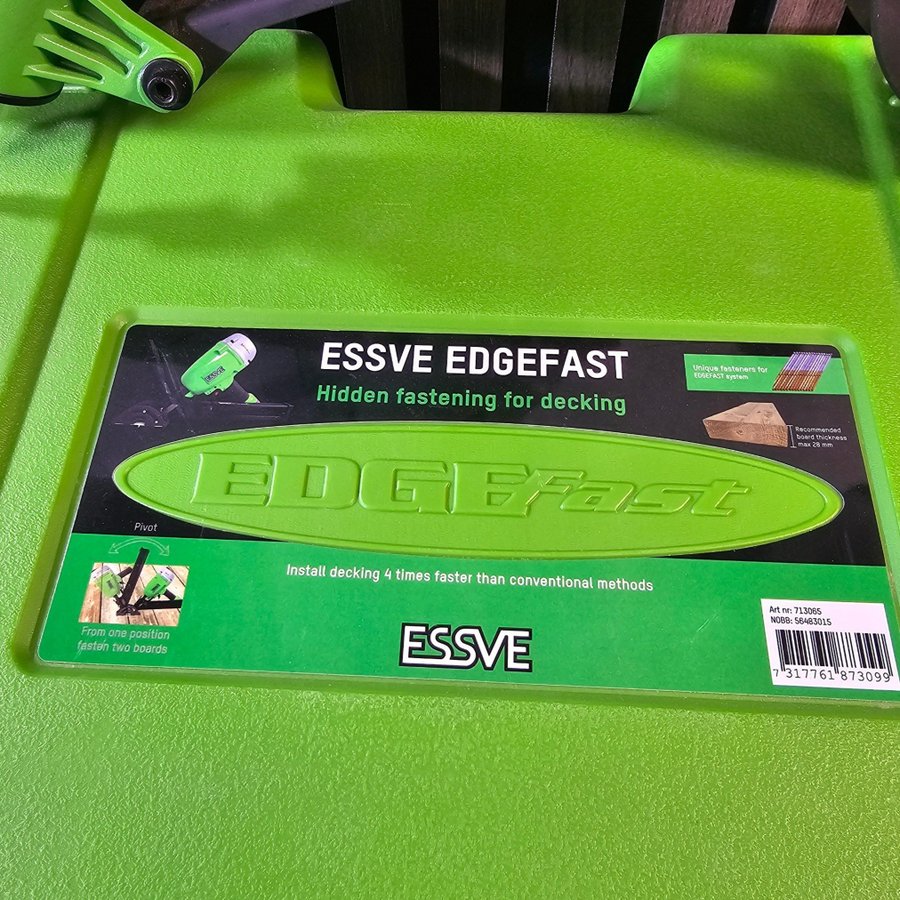 ESSVE EDGEFAST
Hidden fastening for decking
ESSVE
Unique fasteners for
EDGEFAST system
Recommended
board thickness
max 28 mm
EDGEfast
Pivot
Install decking 4 times faster than conventional methods
From one position
fasten two boards
ESSVE
Art nr: 713065
NOBB: 56483015
7 317761 873099